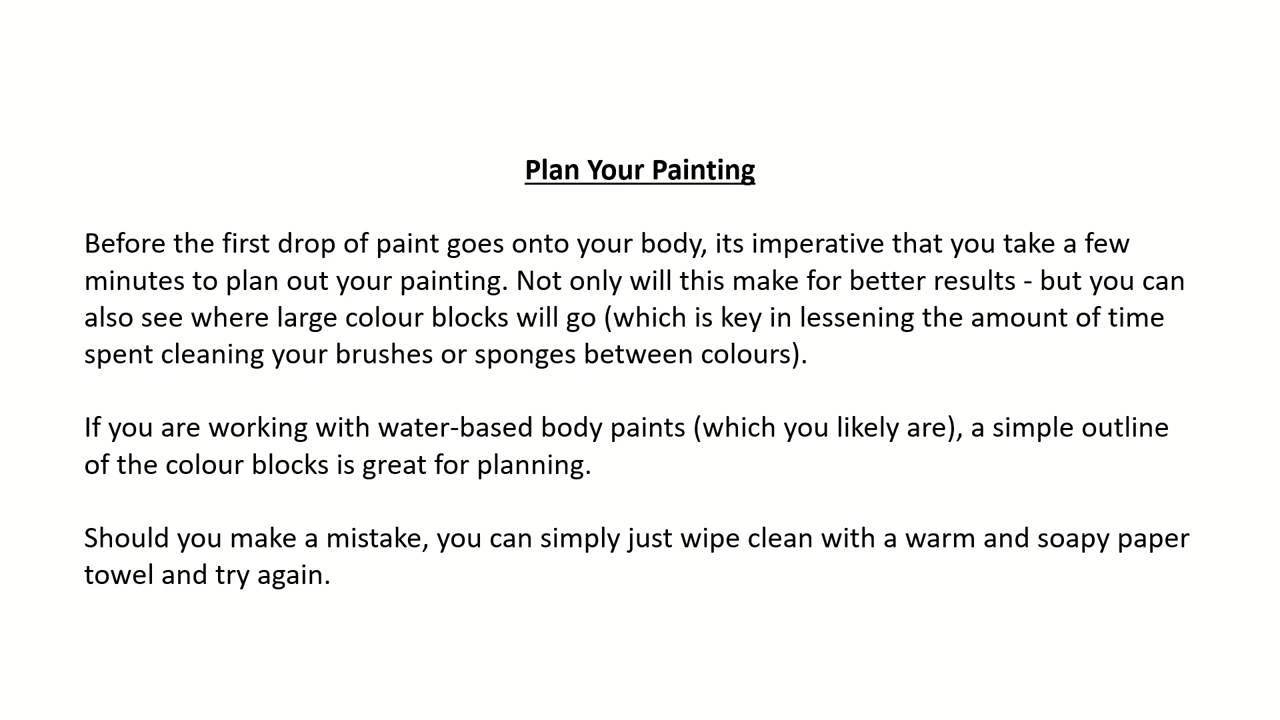 Plan Your Painting
Before the first drop of paint goes onto your body, its imperative that you take a few
minutes to plan out your painting. Not only will this make for better results - but you can
also see where large colour blocks will go (which is key in lessening the amount of time
spent cleaning your brushes or sponges between colours).
If you are working with water-based body paints (which you likely are), a simple outline
of the colour blocks is great for planning.
Should you make a mistake, you can simply just wipe clean with a warm and soapy paper
towel and try again.